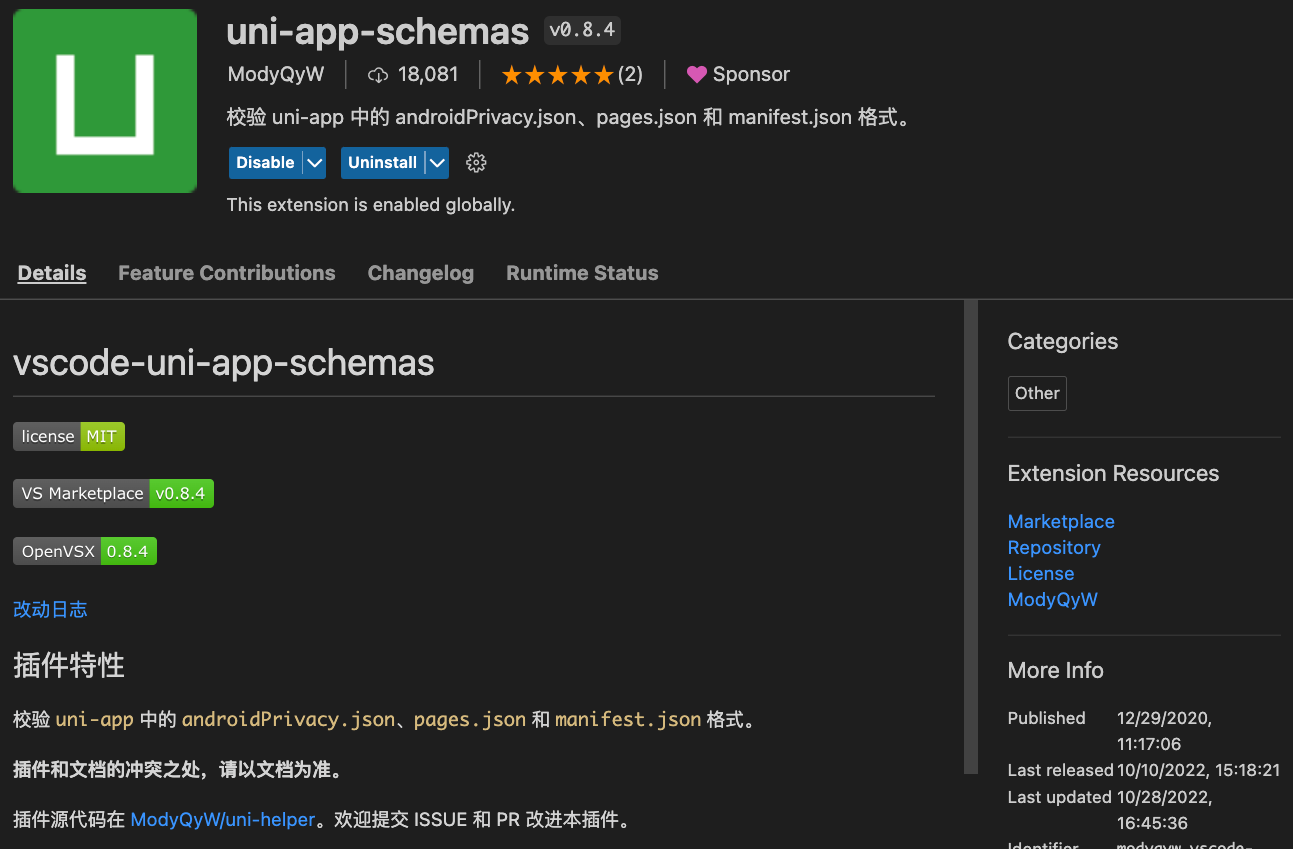 uni-app-schemas v0.8.4
ModyQyW 18,081 (2) Sponsor
校验 uni-app 中的 androidPrivacy.json、pages.json 和 manifest.json 格式。
Disable Uninstall
This extension is enabled globally.
Details Feature Contributions Changelog Runtime Status
vscode-uni-app-schemas
license MIT
VS Marketplace v0.8.4
OpenVSX 0.8.4
改动日志
插件特性
校验 uni-app 中的 androidPrivacy.json、pages.json 和 manifest.json 格式。
插件和文档的冲突之处，请以文档为准。
插件源代码在 ModyQyW/uni-helper。欢迎提交 ISSUE 和 PR 改进本插件。
Categories
Other
Extension Resources
Marketplace
Repository
License
ModyQyW
More Info
Published 12/29/2020,
11:17:06
Last released 10/10/2022, 15:18:21
Last updated 10/28/2022,
16:45:36
Identifier modyqyw.vscode-